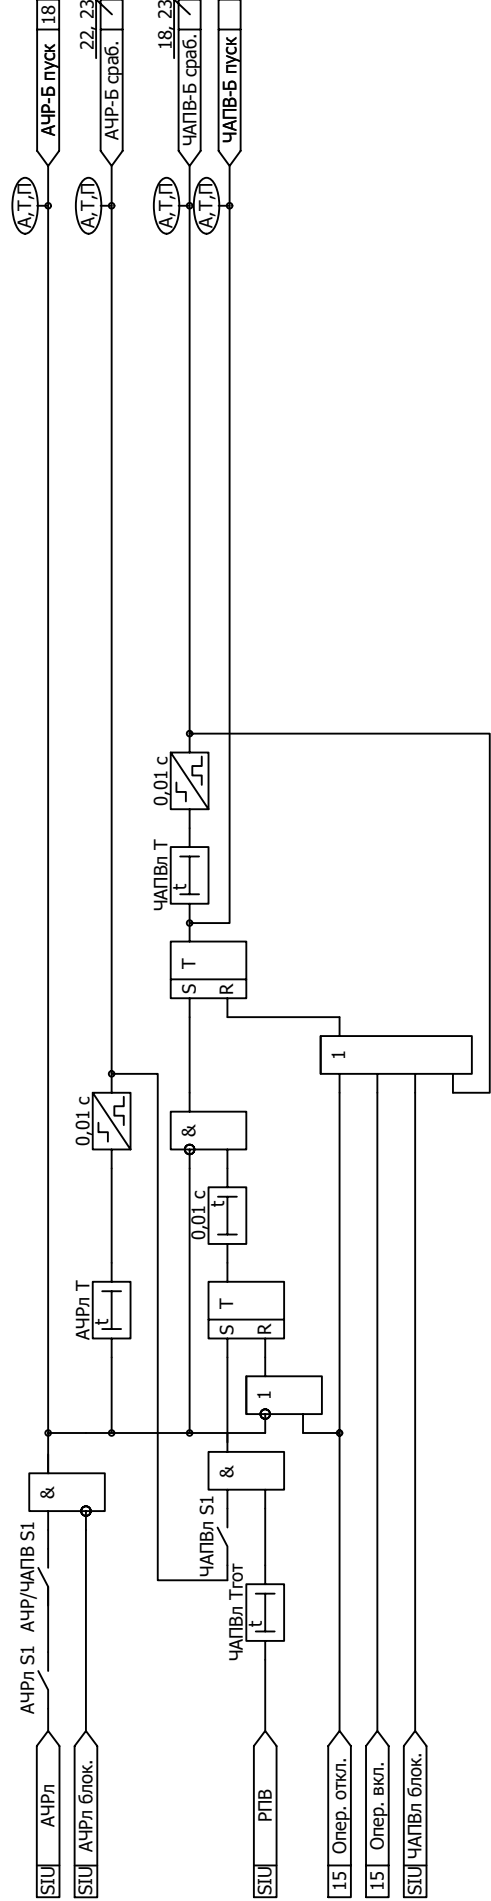 SIU АЧРл
АЧРл S1
АЧР/ЧАПВ S1
&
А,Т,П
АЧР-Б пуск 18
SIU АЧРл блок.
АЧРл Т
t
0,01 с
А,Т,П
22, 23
АЧР-Б сраб.
ЧАПВл Т
t
0,01 с
А,Т,П
18, 23
ЧАПВ-Б сраб.
&
S T
R
А,Т,П
ЧАПВ-Б пуск
ЧАПВл S1
&
0,01 с
t
S T
R
SIU РПВ
ЧАПВл Tгот
t
1
15 Опер. откл.
1
15 Опер. вкл.
SIU ЧАПВл блок.